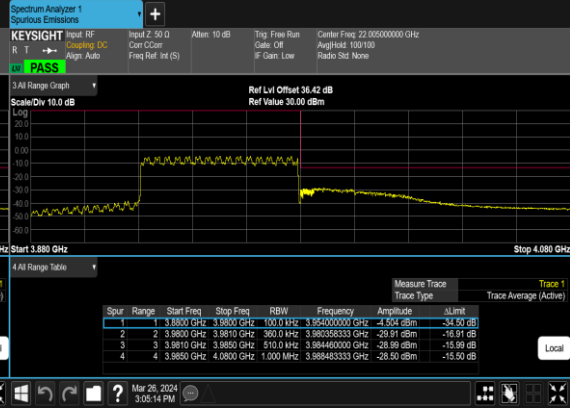 Spectrum Analyzer 1
Spurious Emissions
KEYSIGHT Input: RF Input Z: 50 Ω Atten: 10 dB Trig: Free Run Center Freq: 22.005000000 GHz
R T Coupling: DC Corr CCorr Gate: Off Avg|Hold: 100/100
Align: Auto Freq Ref: Int (S) IF Gain: Low Radio Std: None
PASS
3 All Range Graph
Ref Lvl Offset 36.42 dB
Scale/Div 10.0 dB Ref Value 30.00 dBm
Log
20.0
10.0
0.00
-10.0
-20.0
-30.0
-40.0
-50.0
-60.0
Hz Start 3.880 GHz Stop 4.080 GHz
4 All Range Table
Measure Trace Trace 1
Trace Type Trace Average (Active)
Spur Range Start Freq Stop Freq RBW Frequency Amplitude ΔLimit
1 1 3.8800 GHz 3.9800 GHz 100.0 kHz 3.954000000 GHz -4.504 dBm -34.50 dB
2 2 3.9800 GHz 3.9810 GHz 360.0 kHz 3.980358333 GHz -29.91 dBm -16.91 dB
3 3 3.9810 GHz 3.9850 GHz 510.0 kHz 3.984460000 GHz -28.99 dBm -15.99 dB
4 4 3.9850 GHz 4.0800 GHz 1.000 MHz 3.988483333 GHz -28.50 dBm -15.50 dB
Local
Mar 26, 2024
3:05:14 PM